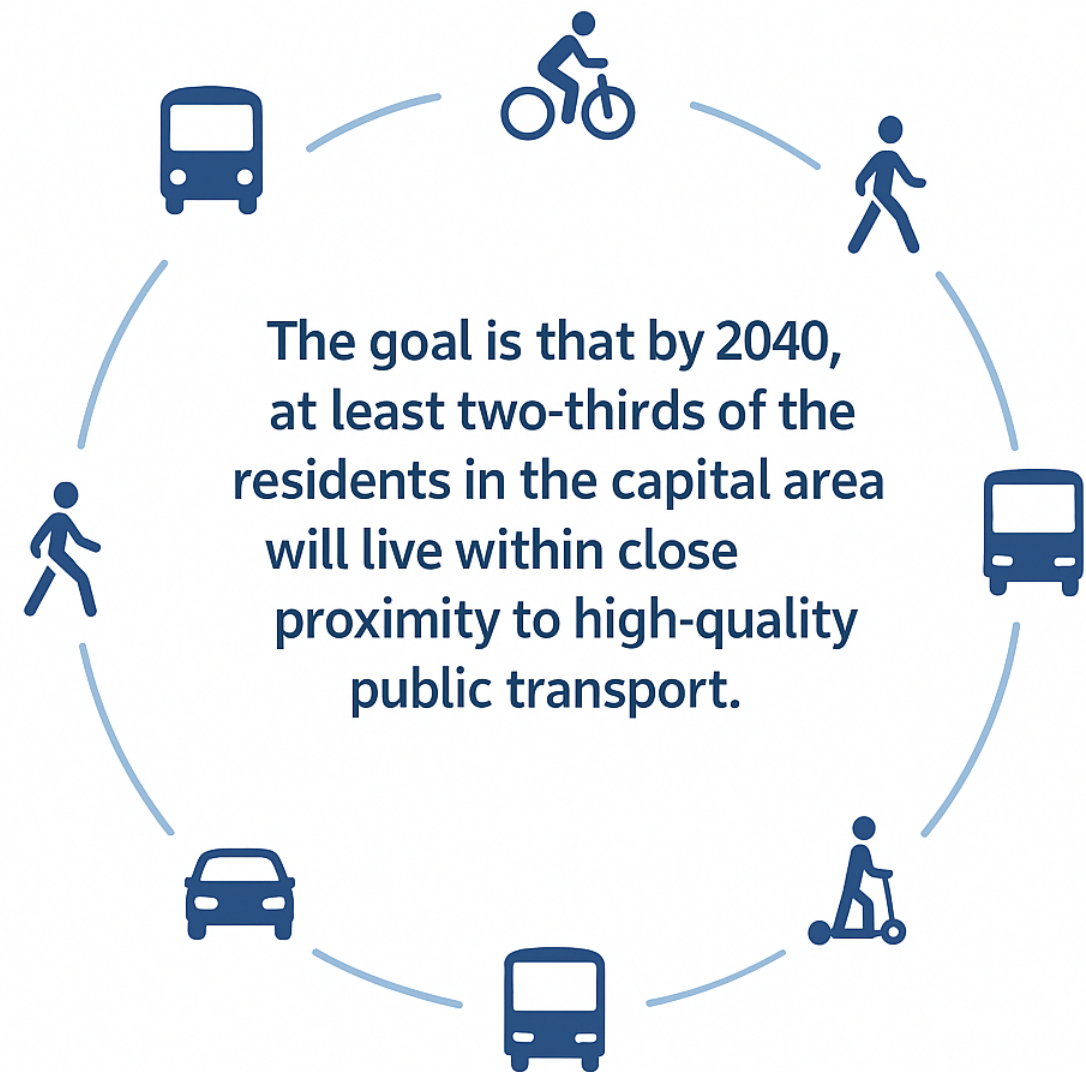 The goal is that by 2040,
at least two-thirds of the
residents in the capital area
will live within close
proximity to high-quality
public transport.